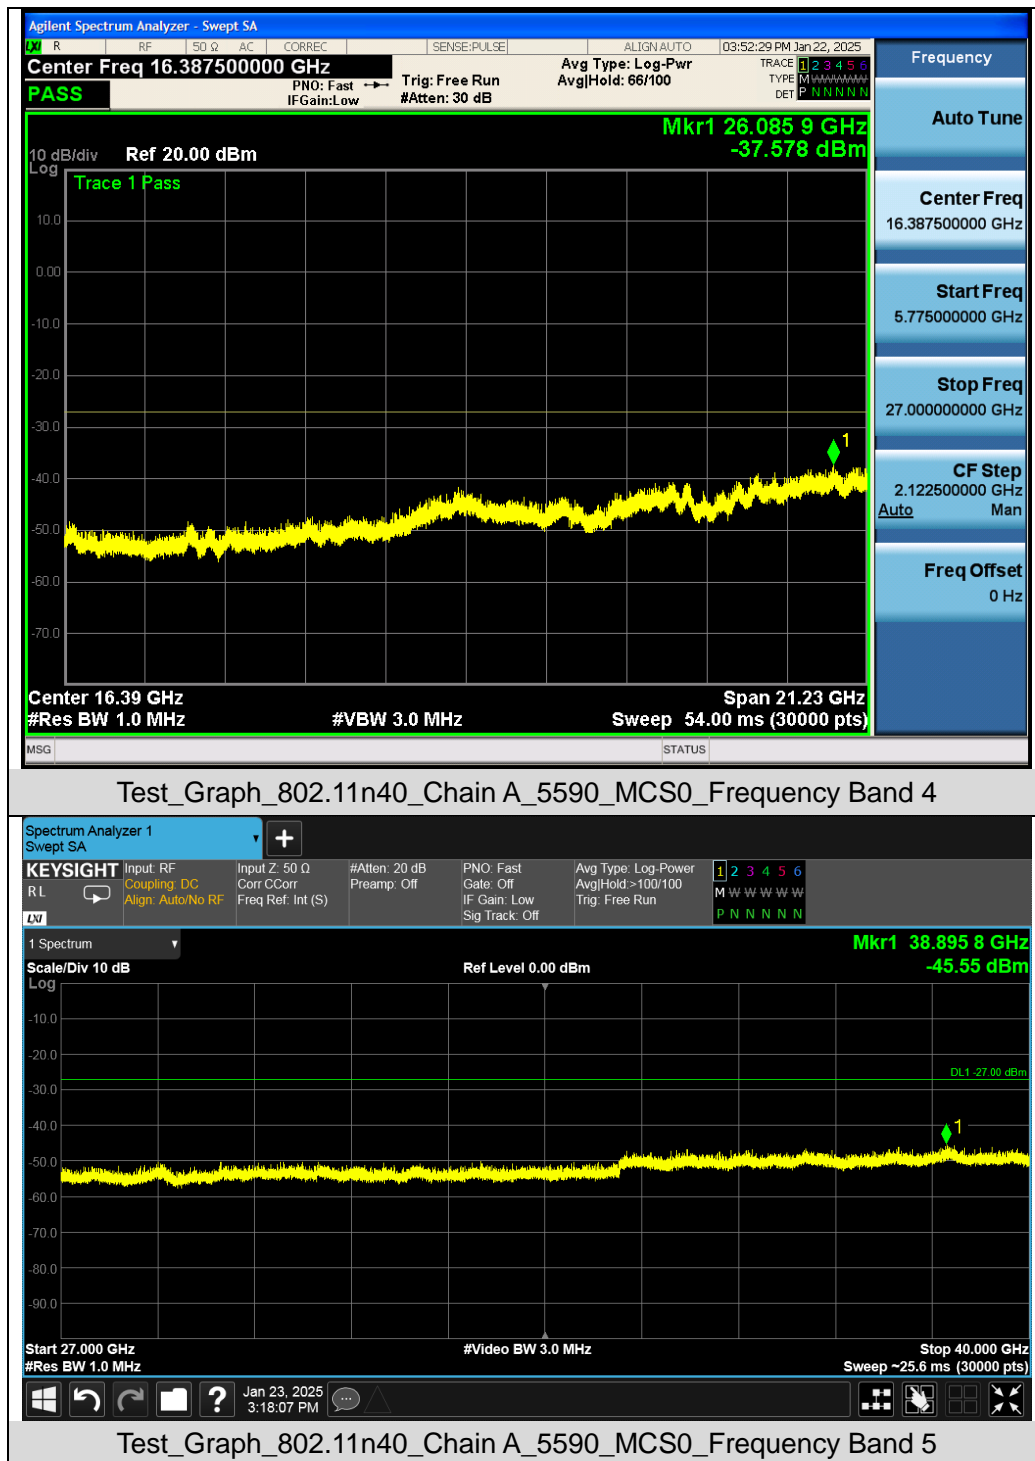 Agilent Spectrum Analyzer - Swept SA
LXI R RF 50 Ω AC CORREC SENSE:PULSE ALIGN AUTO 03:52:29 PM Jan 22, 2025
Center Freq 16.387500000 GHz
PASS
PNO: Fast
IFGain:Low
Trig: Free Run
#Atten: 30 dB
Avg Type: Log-Pwr
Avg|Hold: 66/100
TRACE 1 2 3 4 5 6
TYPE M W W W W W
DET P N N N N N
Mkr1 26.085 9 GHz
-37.578 dBm
10 dB/div Ref 20.00 dBm
Log
Trace 1 Pass
10.0
0.00
-10.0
-20.0
-30.0
-40.0
-50.0
-60.0
-70.0
1
Center 16.39 GHz Span 21.23 GHz
#Res BW 1.0 MHz #VBW 3.0 MHz Sweep 54.00 ms (30000 pts)
MSG STATUS
Frequency
Auto Tune
Center Freq
16.387500000 GHz
Start Freq
5.775000000 GHz
Stop Freq
27.000000000 GHz
CF Step
2.122500000 GHz
Auto Man
Freq Offset
0 Hz
Test_Graph_802.11n40_Chain A_5590_MCS0_Frequency Band 4
Spectrum Analyzer 1
Swept SA
+
KEYSIGHT
RL
LXI
Input: RF
Coupling: DC
Align: Auto/No RF
Input Z: 50 Ω
Corr CCorr
Freq Ref: Int (S)
#Atten: 20 dB
Preamp: Off
PNO: Fast
Gate: Off
IF Gain: Low
Sig Track: Off
Avg Type: Log-Power
Avg|Hold:>100/100
Trig: Free Run
1 2 3 4 5 6
M W W W W W
P N N N N N
1 Spectrum
Mkr1 38.895 8 GHz
Scale/Div 10 dB Ref Level 0.00 dBm -45.55 dBm
Log
-10.0
-20.0
-30.0
-40.0
-50.0
-60.0
-70.0
-80.0
-90.0
DL1 -27.00 dBm
1
Start 27.000 GHz #Video BW 3.0 MHz Stop 40.000 GHz
#Res BW 1.0 MHz Sweep ~25.6 ms (30000 pts)
?
Jan 23, 2025
3:18:07 PM
Test_Graph_802.11n40_Chain A_5590_MCS0_Frequency Band 5